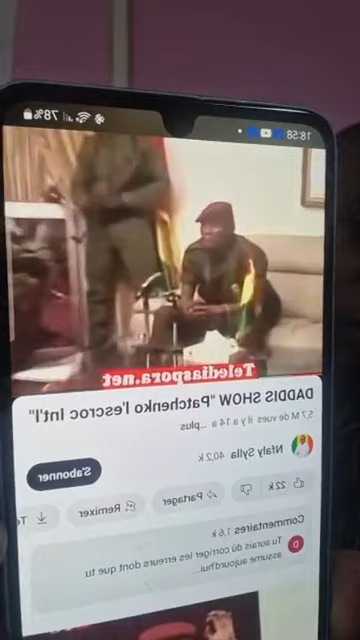 18:58
78%
Telediaspora.net
DADDIS SHOW "Patchenko l'escroc Int'l"
5,7 M de vues il y a 14 a ...plus
Nfaly Sylla 40,2 k
S'abonner
22 k
Partager
Remixer
Té
Commentaires 1,6 k
D
Tu aurais dû corriger les erreurs dont que tu
assume aujourd'hui...